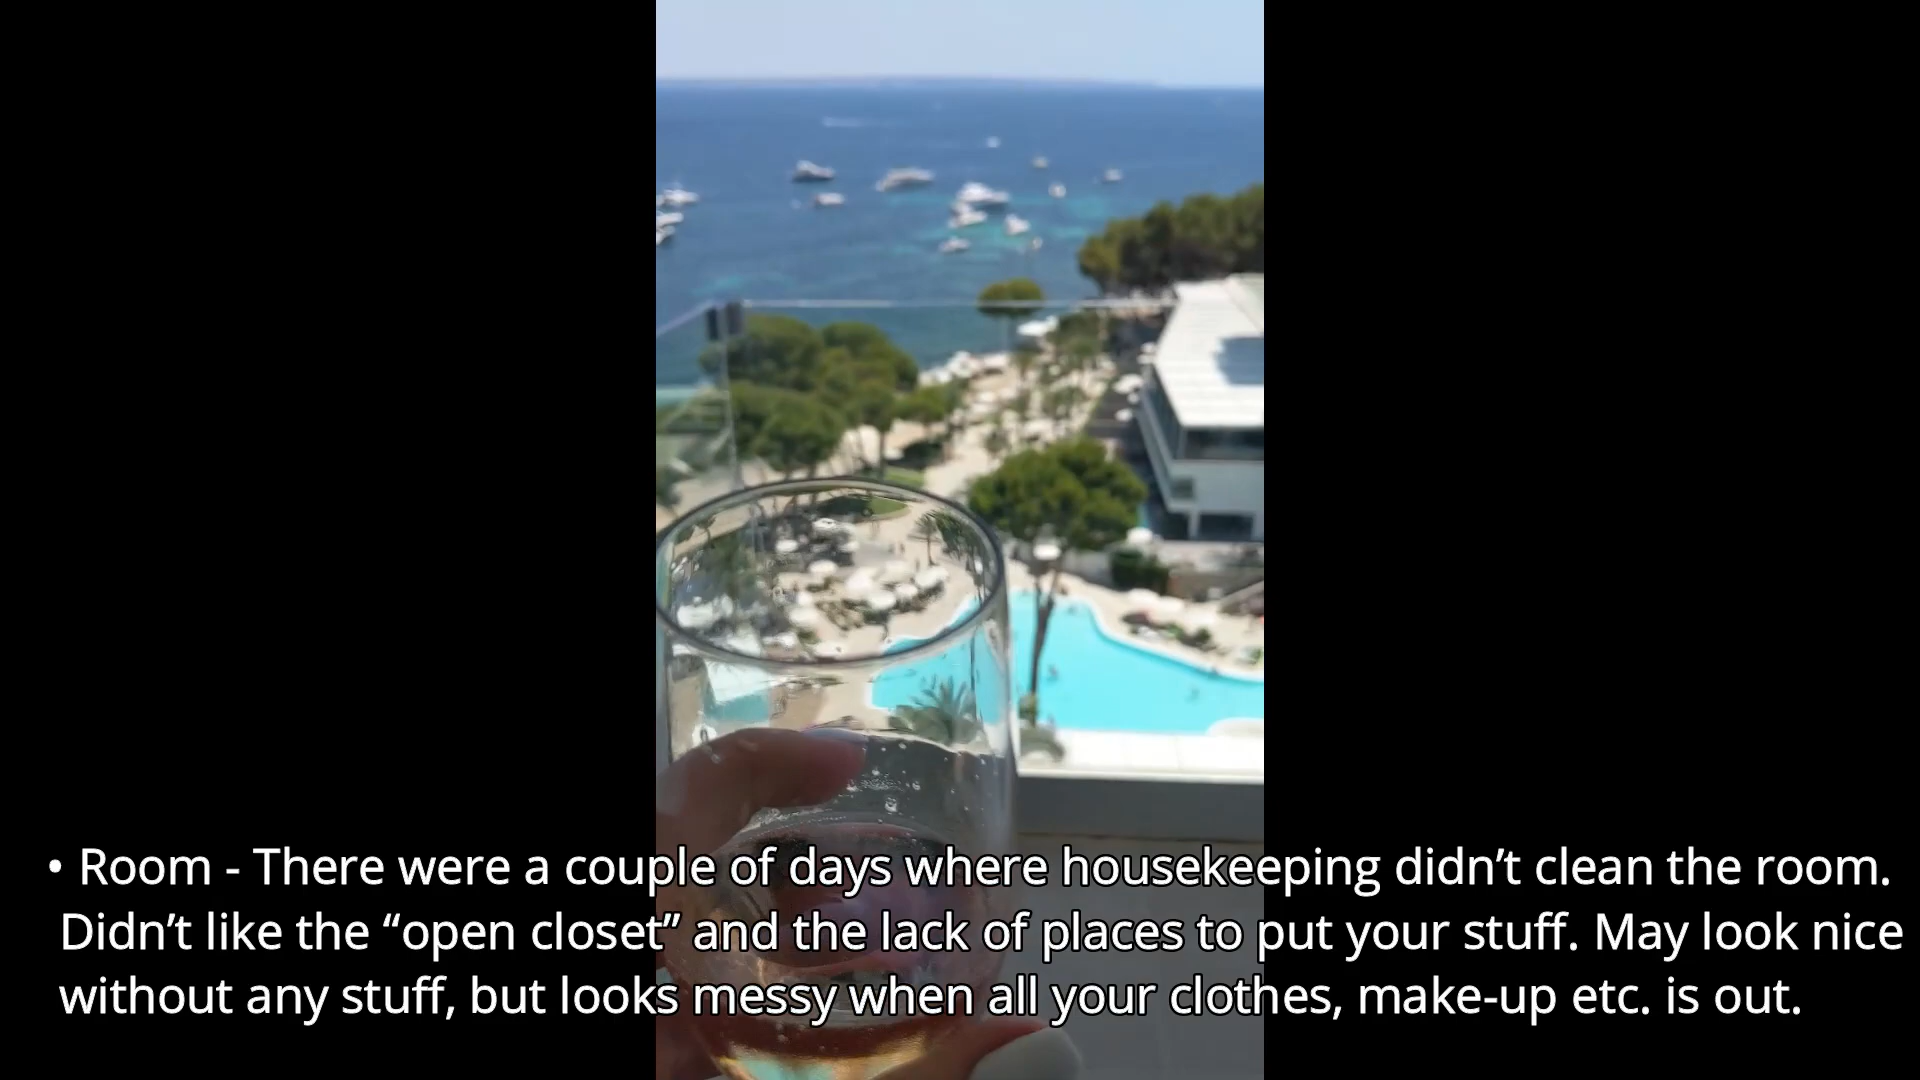 • Room - There were a couple of days where housekeeping didn’t clean the room.
Didn’t like the “open closet” and the lack of places to put your stuff. May look nice
without any stuff, but looks messy when all your clothes, make-up etc. is out.